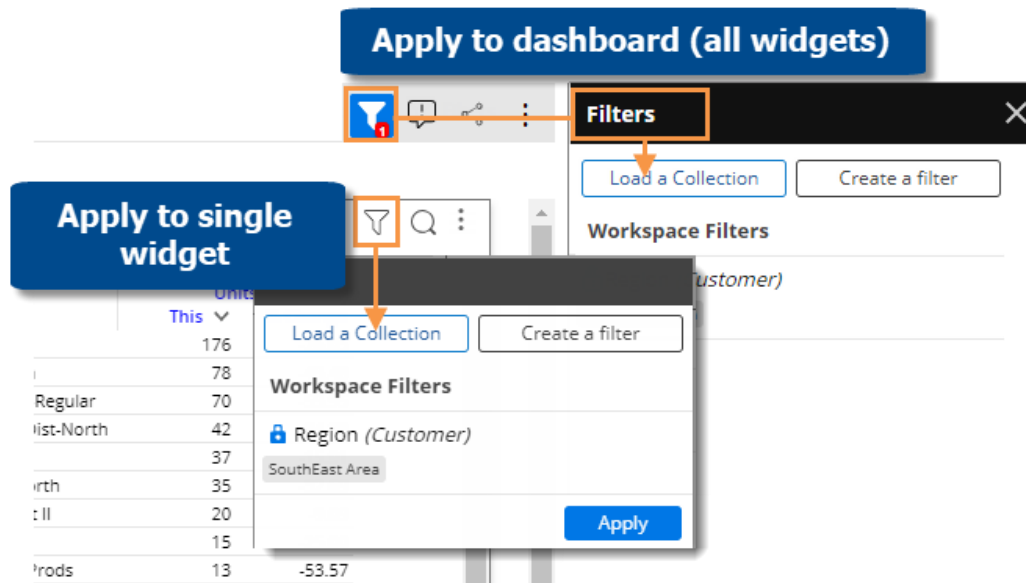 Apply to dashboard (all widgets)
1
Filters
Load a Collection
Create a filter
Workspace Filters
Customer)
Apply to single
widget
Units
This
Load a Collection
Create a filter
Workspace Filters
Region (Customer)
SouthEast Area
Apply
176
78
Regular 70
Dist-North 42
37
orth 35
t II 20
15
Prods 13 -53.57